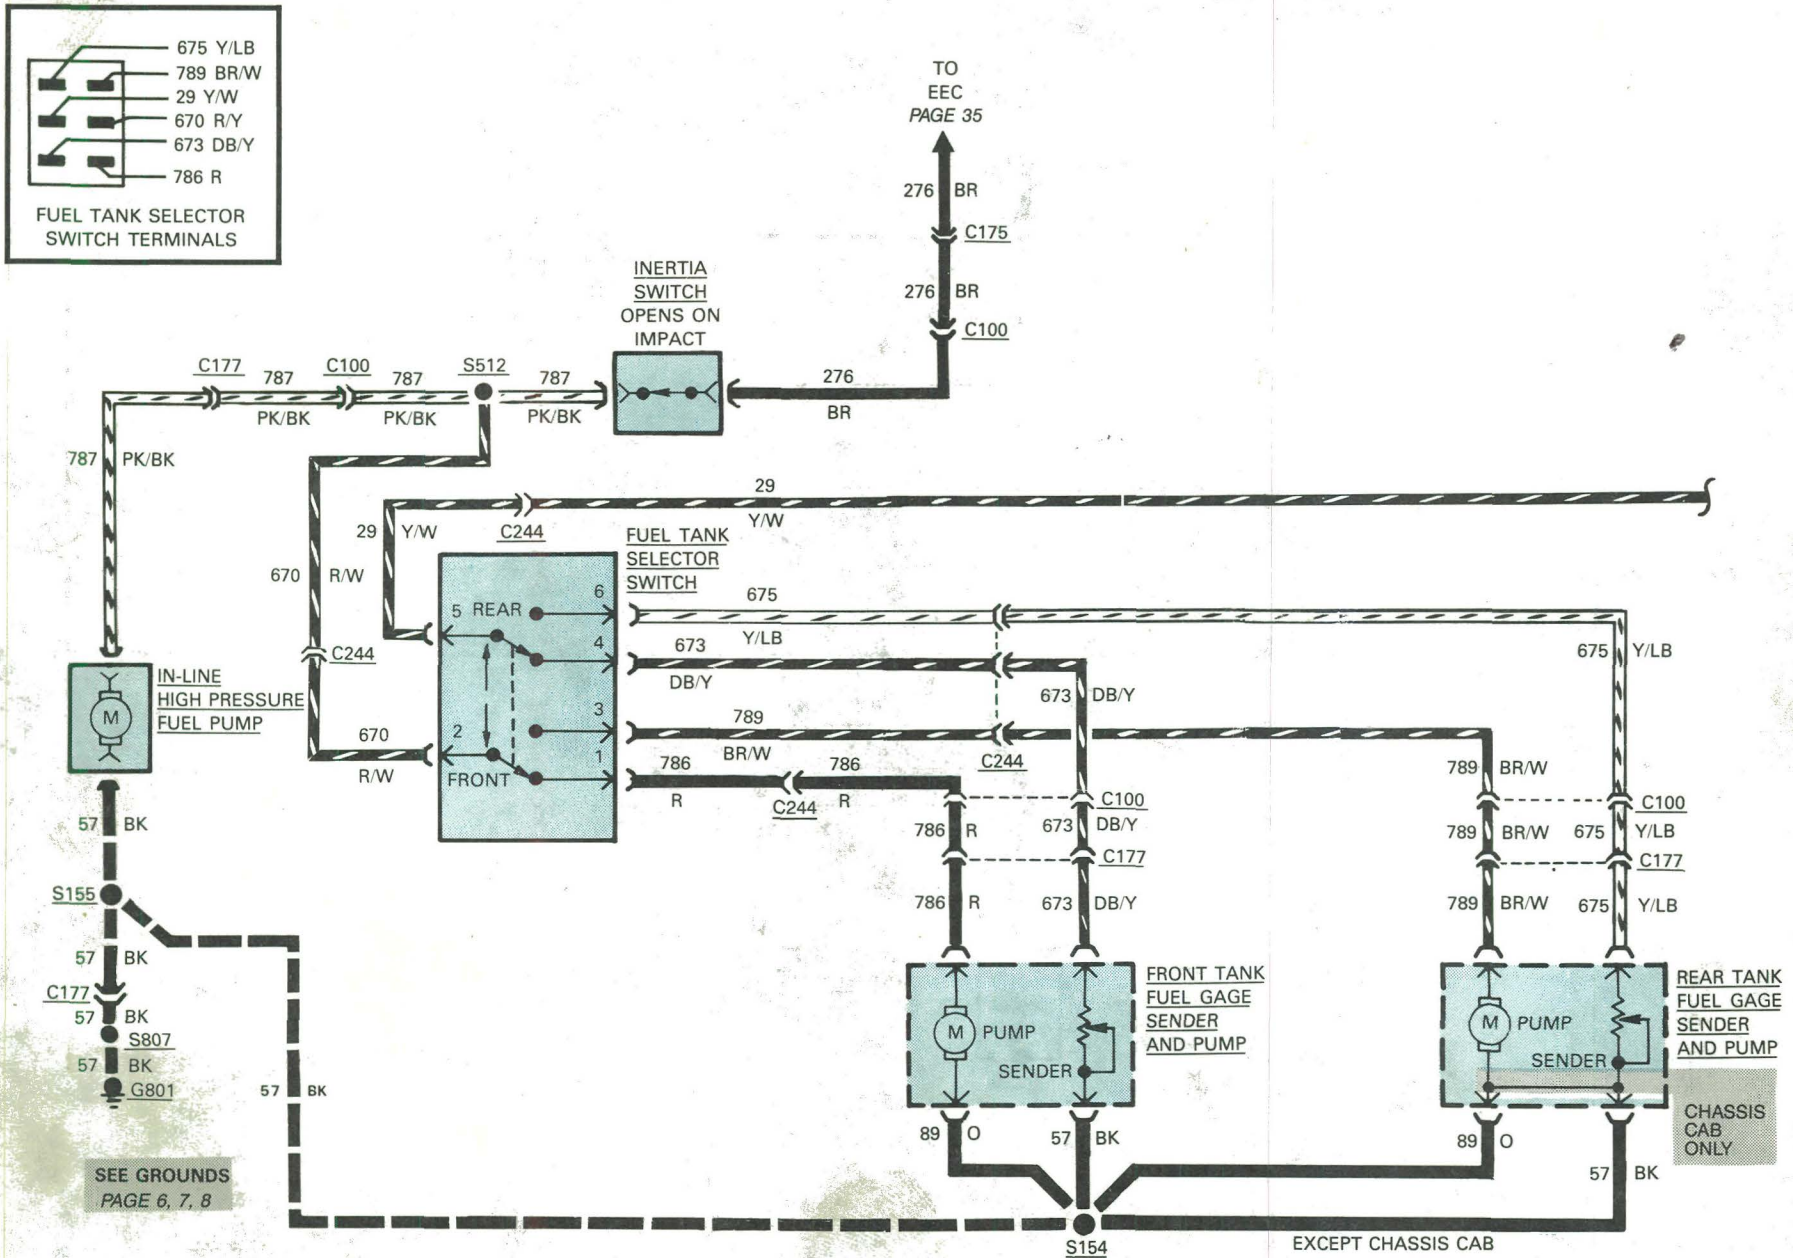 675 Y/LB
789 BR/W
29 Y/W
670 R/Y
673 DB/Y
786 R
FUEL TANK SELECTOR
SWITCH TERMINALS
TO
EEC
PAGE 35
276 BR
C175
276 BR
C100
INERTIA
SWITCH
OPENS ON
IMPACT
276
BR
C177
787
PK/BK
C100
787
PK/BK
S512
787
PK/BK
787 PK/BK
29
Y/W
29 Y/W
C244
FUEL TANK
SELECTOR
SWITCH
670 R/W
C244
670
R/W
5 REAR
6
4
3
1
2
FRONT
675
Y/LB
673
DB/Y
789
BR/W
786
R
C244
786
R
C244
673 DB/Y
675 Y/LB
789 BR/W
C100
C100
786 R
673 DB/Y
789 BR/W
675 Y/LB
C177
C177
786 R
673 DB/Y
789 BR/W
675 Y/LB
IN-LINE
HIGH PRESSURE
FUEL PUMP
M
57 BK
S155
57 BK
C177
57 BK
S807
57 BK
G801
57 BK
SEE GROUNDS
PAGE 6, 7, 8
M PUMP
SENDER
FRONT TANK
FUEL GAGE
SENDER
AND PUMP
M PUMP
SENDER
REAR TANK
FUEL GAGE
SENDER
AND PUMP
CHASSIS
CAB
ONLY
89 O
57 BK
89 O
57 BK
S154
EXCEPT CHASSIS CAB